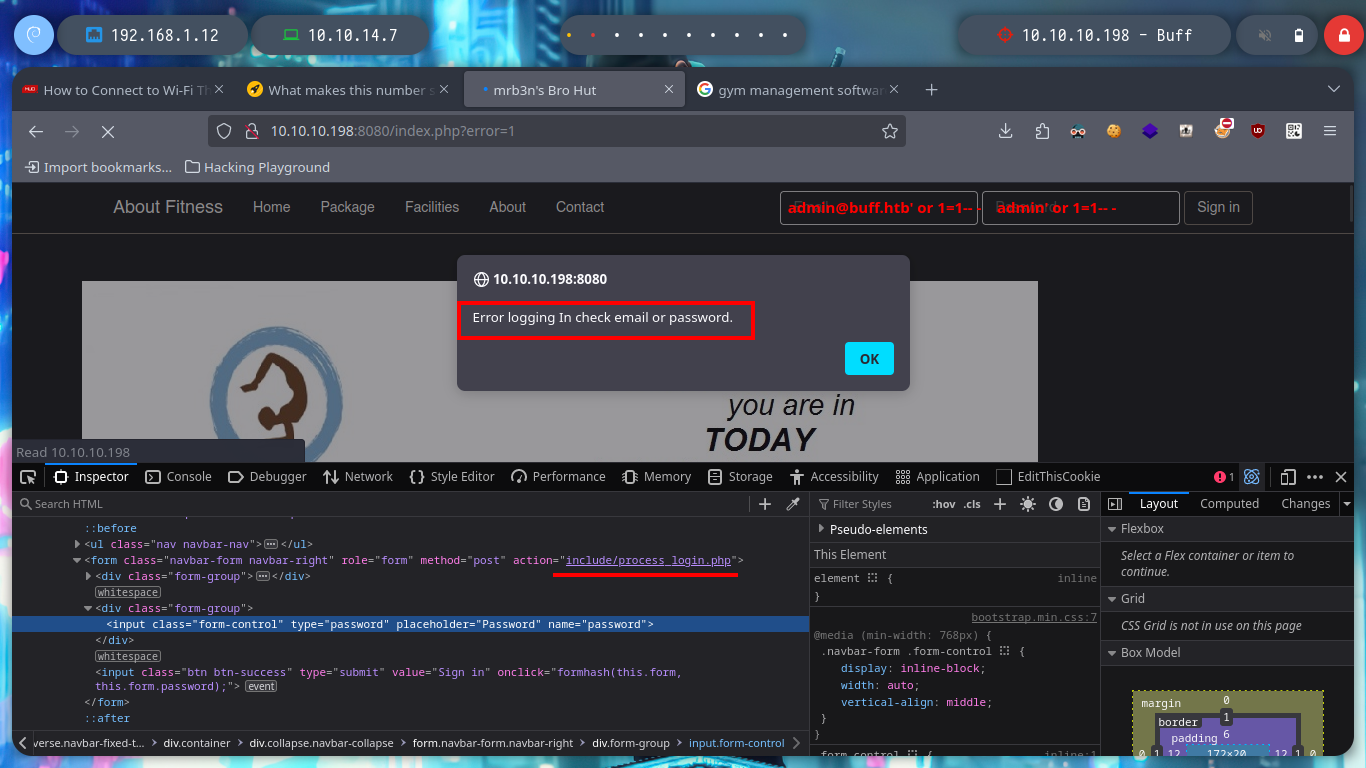 192.168.1.12
10.10.14.7
10.10.10.198 - Buff
How to Connect to Wi-Fi Th
What makes this number s
mrb3n's Bro Hut
gym management softwar
10.10.10.198:8080/index.php?error=1
Import bookmarks...
Hacking Playground
About Fitness
Home
Package
Facilities
About
Contact
admin@buff.htb' or 1=1-- -
admin' or 1=1-- -
Sign in
10.10.10.198:8080
Error logging In check email or password.
OK
you are in
TODAY
Read 10.10.10.198
Inspector
Console
Debugger
Network
Style Editor
Performance
Memory
Storage
Accessibility
Application
EditThisCookie
1
Search HTML
Filter Styles
:hov
.cls
Layout
Computed
Changes
::before
<ul class="nav navbar-nav"></ul>
<form class="navbar-form navbar-right" role="form" method="post" action="include/process_login.php">
<div class="form-group"></div>
whitespace
<div class="form-group">
<input class="form-control" type="password" placeholder="Password" name="password">
</div>
whitespace
<input class="btn btn-success" type="submit" value="Sign in" onclick="formhash(this.form,
this.form.password);"> event
</form>
::after
verse.navbar-fixed-t...
div.container
div.collapse.navbar-collapse
form.navbar-form.navbar-right
div.form-group
input.form-control
Pseudo-elements
This Element
element {
inline
}
bootstrap.min.css:7
@media (min-width: 768px) {
.navbar-form .form-control {
display: inline-block;
width: auto;
vertical-align: middle;
}
}
.form-control {
inline:1
Flexbox
Select a Flex container or item to
continue.
Grid
CSS Grid is not in use on this page
Box Model
margin
0
border
1
padding
6
0
1
12
172×20
12
1
0